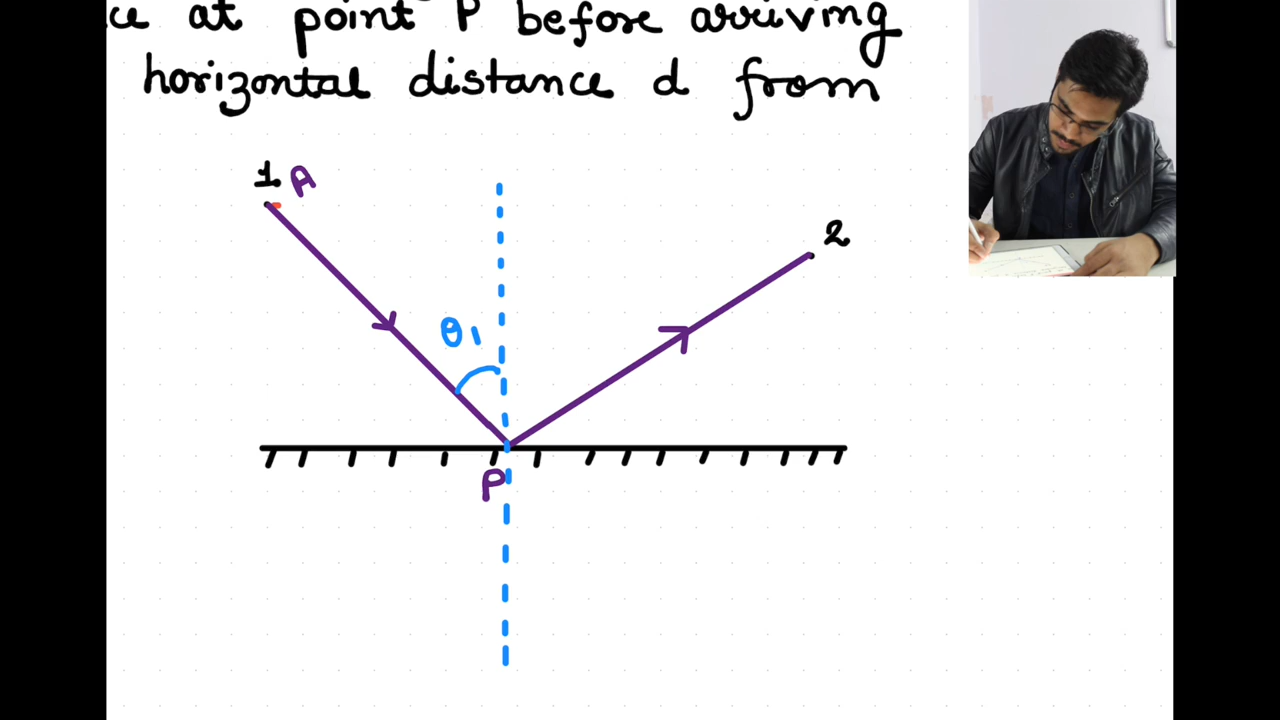 at point P before arriving
horizontal distance d from
1. A
2
θ1
P